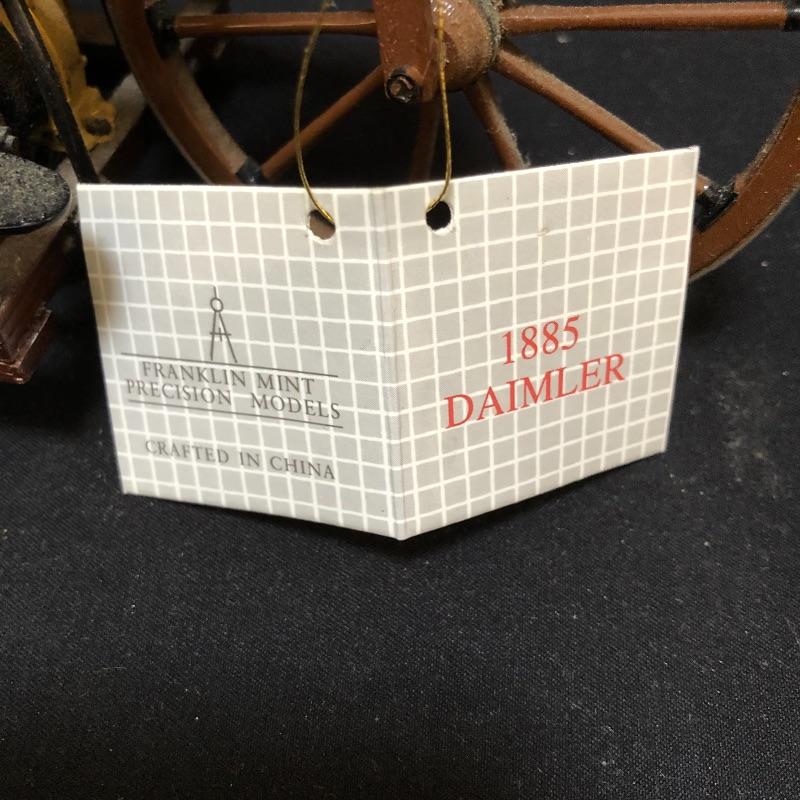 FRANKLIN MINT
PRECISION MODELS
CRAFTED IN CHINA
1885
DAIMLER